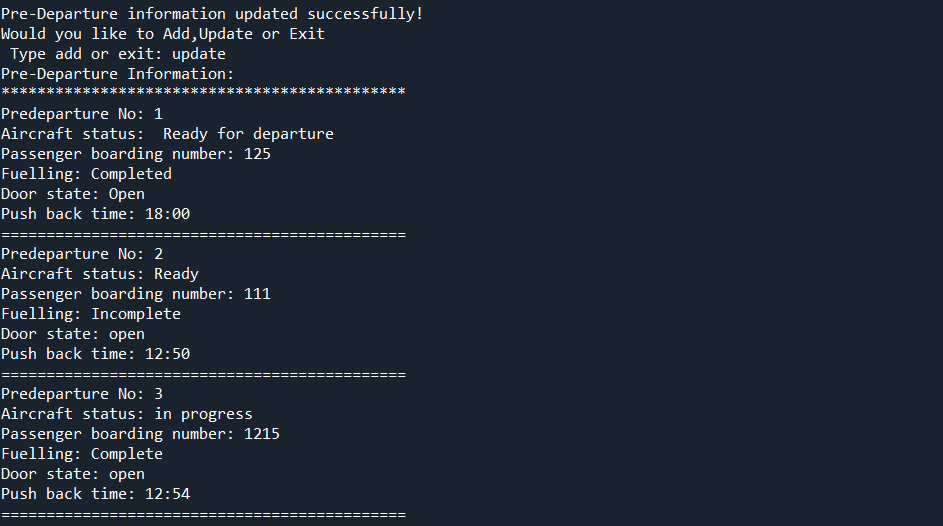 Pre-Departure information updated successfully!
Would you like to Add,Update or Exit
 Type add or exit: update
Pre-Departure Information:
*********************************************
Predeparture No: 1
Aircraft status:  Ready for departure
Passenger boarding number: 125
Fuelling: Completed
Door state: Open
Push back time: 18:00
=============================================
Predeparture No: 2
Aircraft status: Ready
Passenger boarding number: 111
Fuelling: Incomplete
Door state: open
Push back time: 12:50
=============================================
Predeparture No: 3
Aircraft status: in progress
Passenger boarding number: 1215
Fuelling: Complete
Door state: open
Push back time: 12:54
=============================================